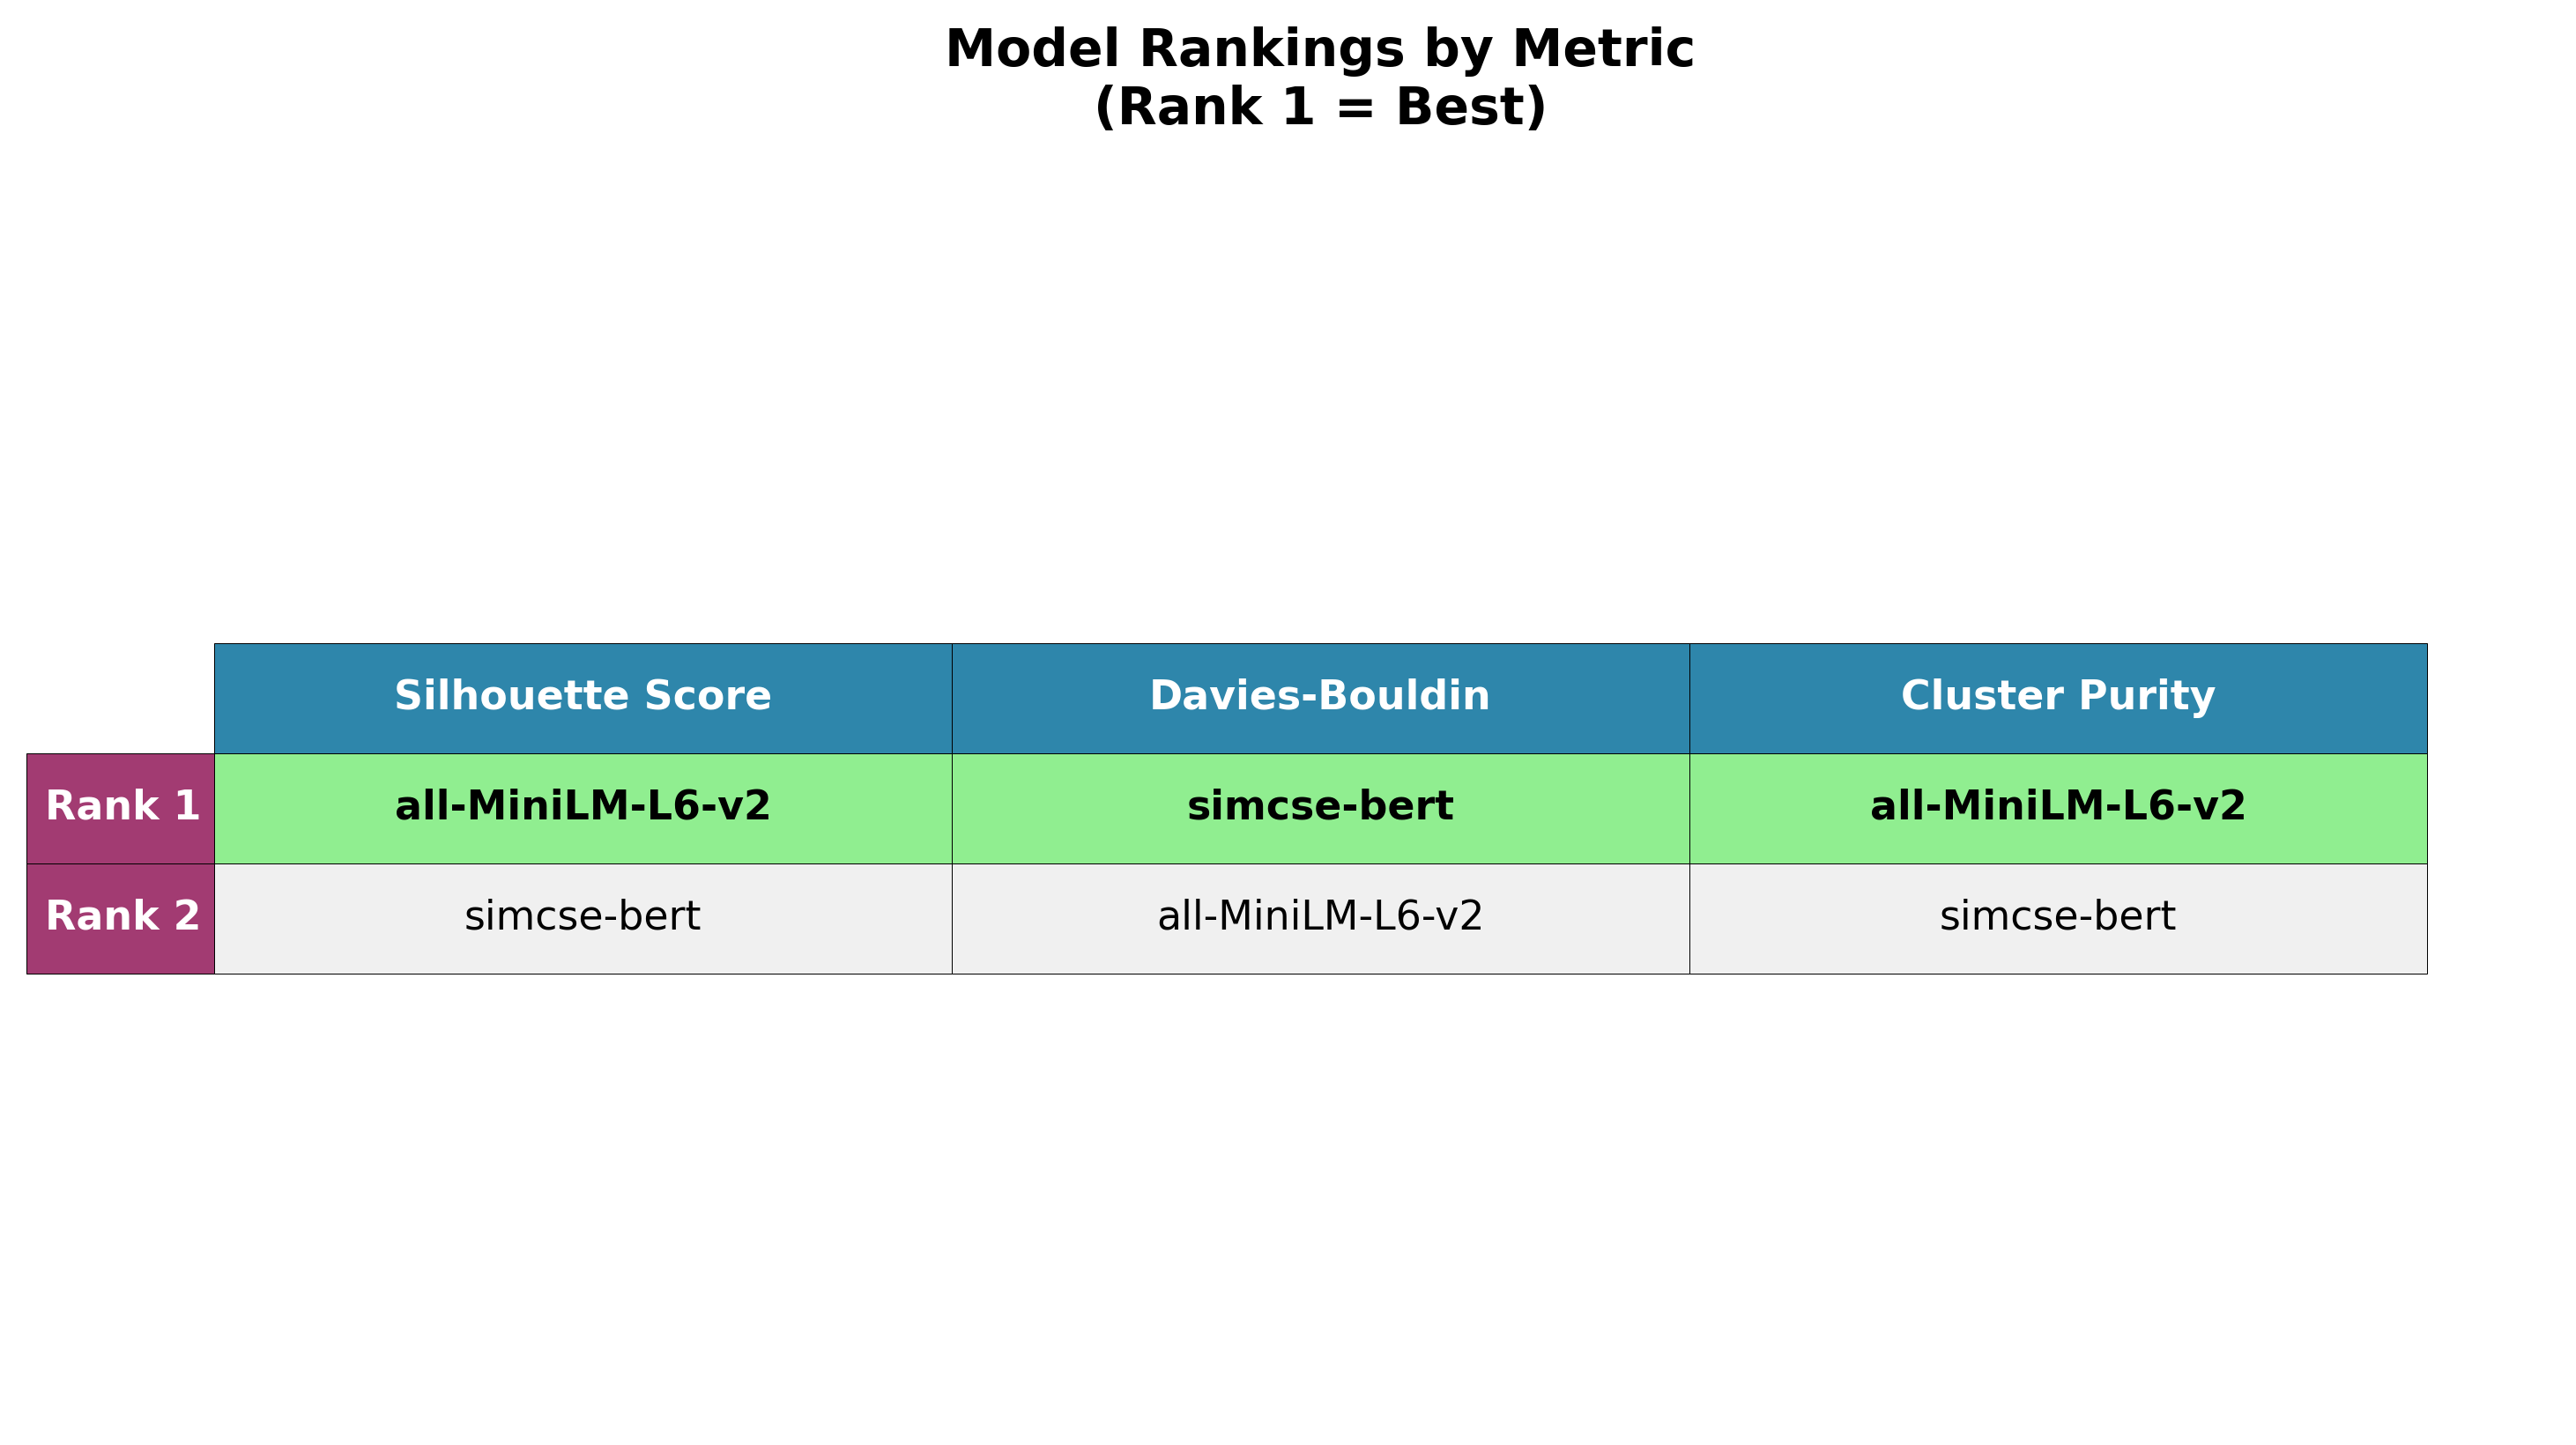 Model Rankings by Metric
(Rank 1 = Best)
Silhouette Score Davies-Bouldin Cluster Purity
Rank 1 all-MiniLM-L6-v2 simcse-bert all-MiniLM-L6-v2
Rank 2 simcse-bert all-MiniLM-L6-v2 simcse-bert